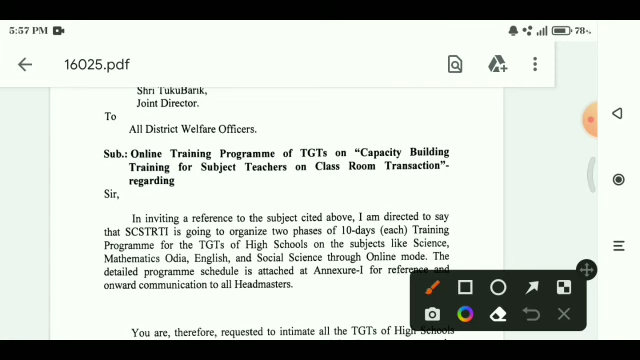 5:57 PM
78%
16025.pdf
Shri TukuBarik,
Joint Director.
To
All District Welfare Officers.
Sub.: Online Training Programme of TGTs on “Capacity Building
Training for Subject Teachers on Class Room Transaction”-
regarding
Sir,
In inviting a reference to the subject cited above, I am directed to say
that SCSTRTI is going to organize two phases of 10-days (each) Training
Programme for the TGTs of High Schools on the subjects like Science,
Mathematics Odia, English, and Social Science through Online mode. The
detailed programme schedule is attached at Annexure-I for reference and
onward communication to all Headmasters.
You are, therefore, requested to intimate all the TGTs of High Schools